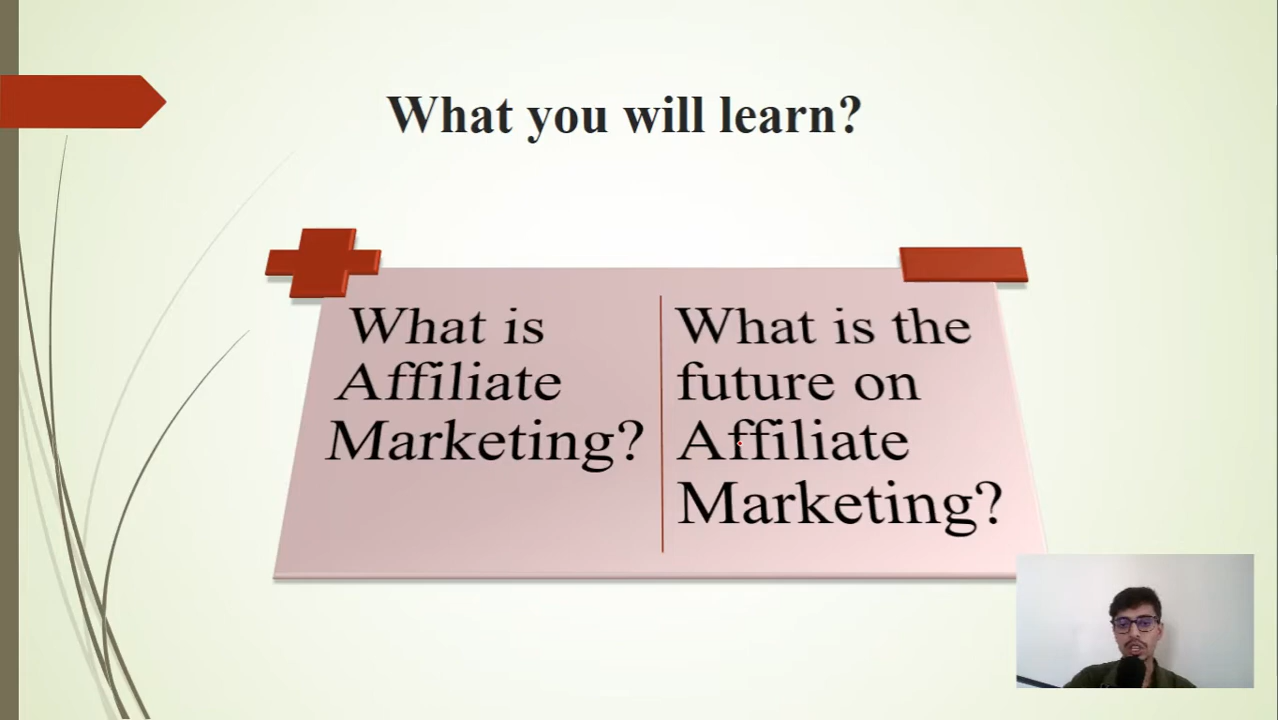 What you will learn?
What is
Affiliate
Marketing?
What is the
future on
Affiliate
Marketing?